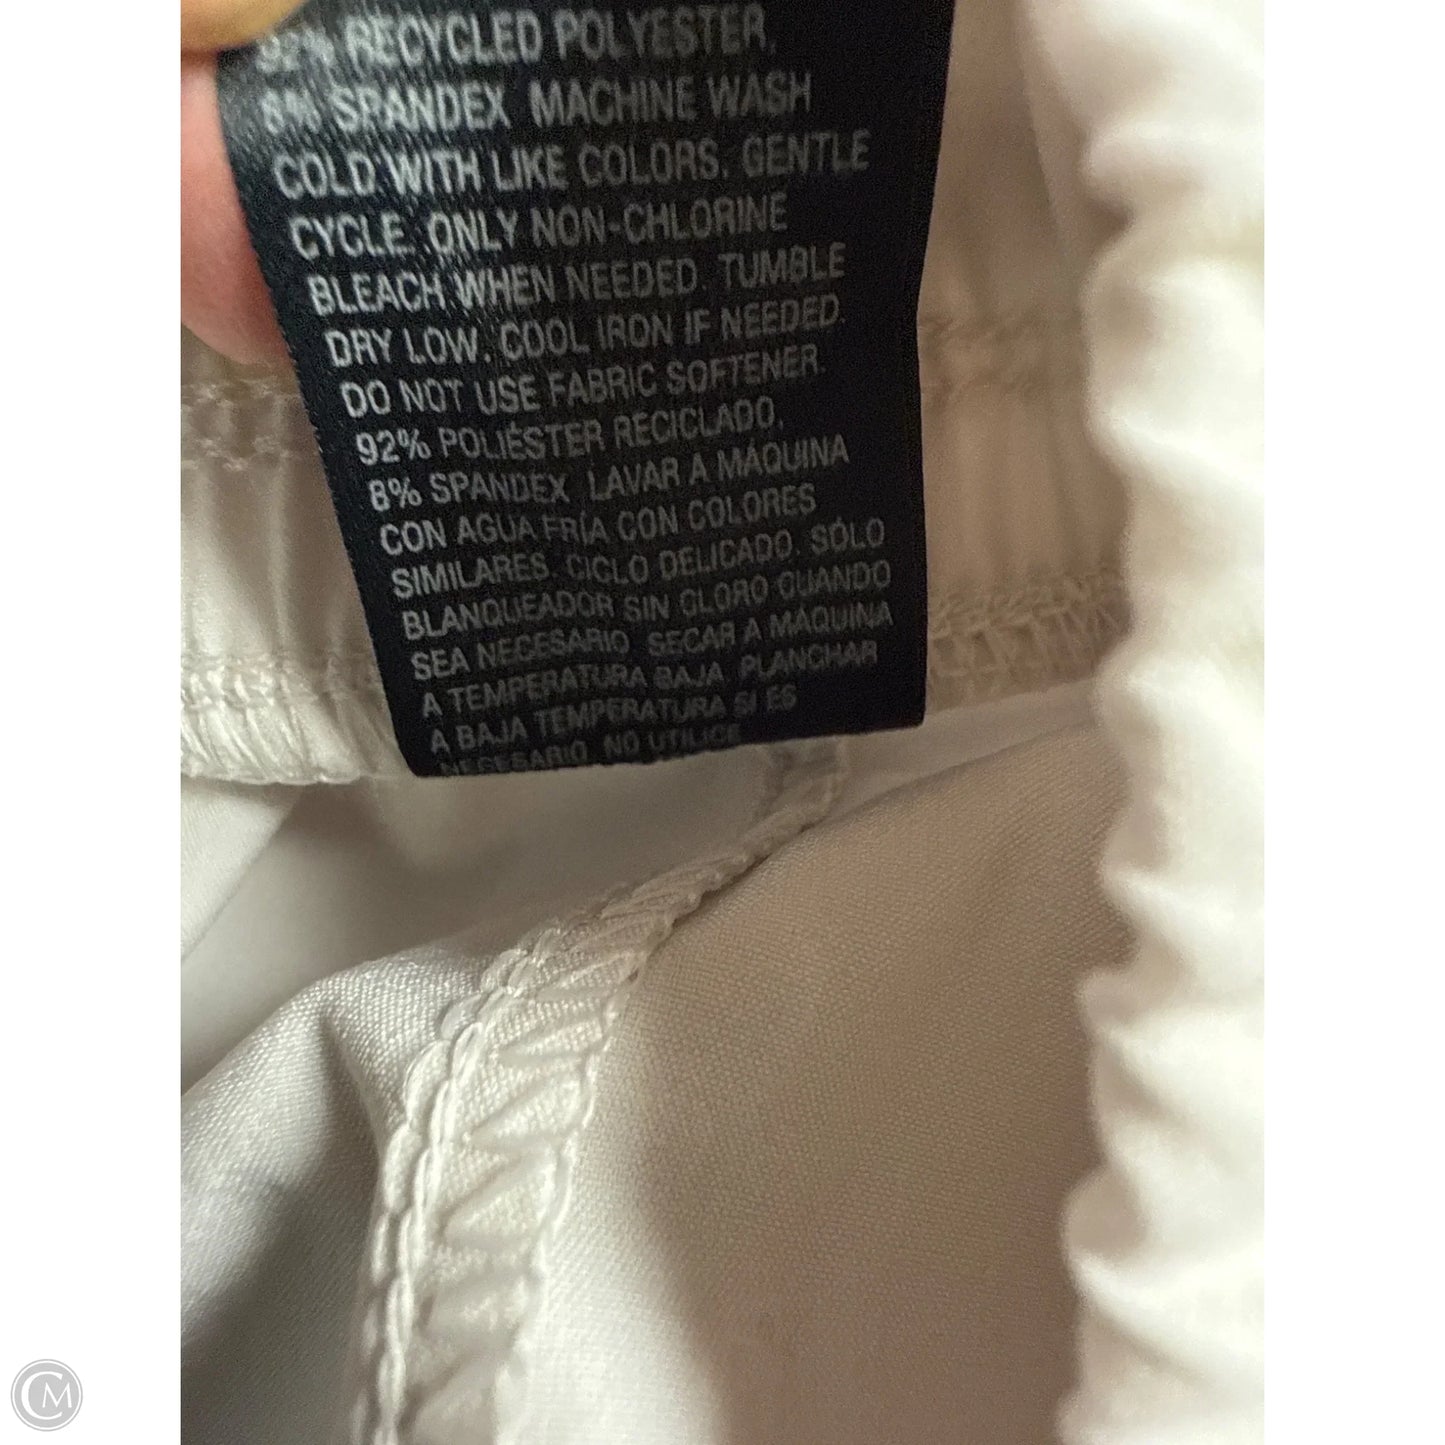 92% RECYCLED POLYESTER,
8% SPANDEX MACHINE WASH
COLD WITH LIKE COLORS. GENTLE
CYCLE. ONLY NON-CHLORINE
BLEACH WHEN NEEDED. TUMBLE
DRY LOW. COOL IRON IF NEEDED.
DO NOT USE FABRIC SOFTENER.
92% POLIÉSTER RECICLADO,
8% SPANDEX LAVAR A MÁQUINA
CON AGUA FRÍA CON COLORES
SIMILARES. CICLO DELICADO. SÓLO
BLANQUEADOR SIN CLORO CUANDO
SEA NECESARIO SECAR A MÁQUINA
A TEMPERATURA BAJA PLANCHAR
A BAJA TEMPERATURA SI ES
NECESARIO. NO UTILICE
CM